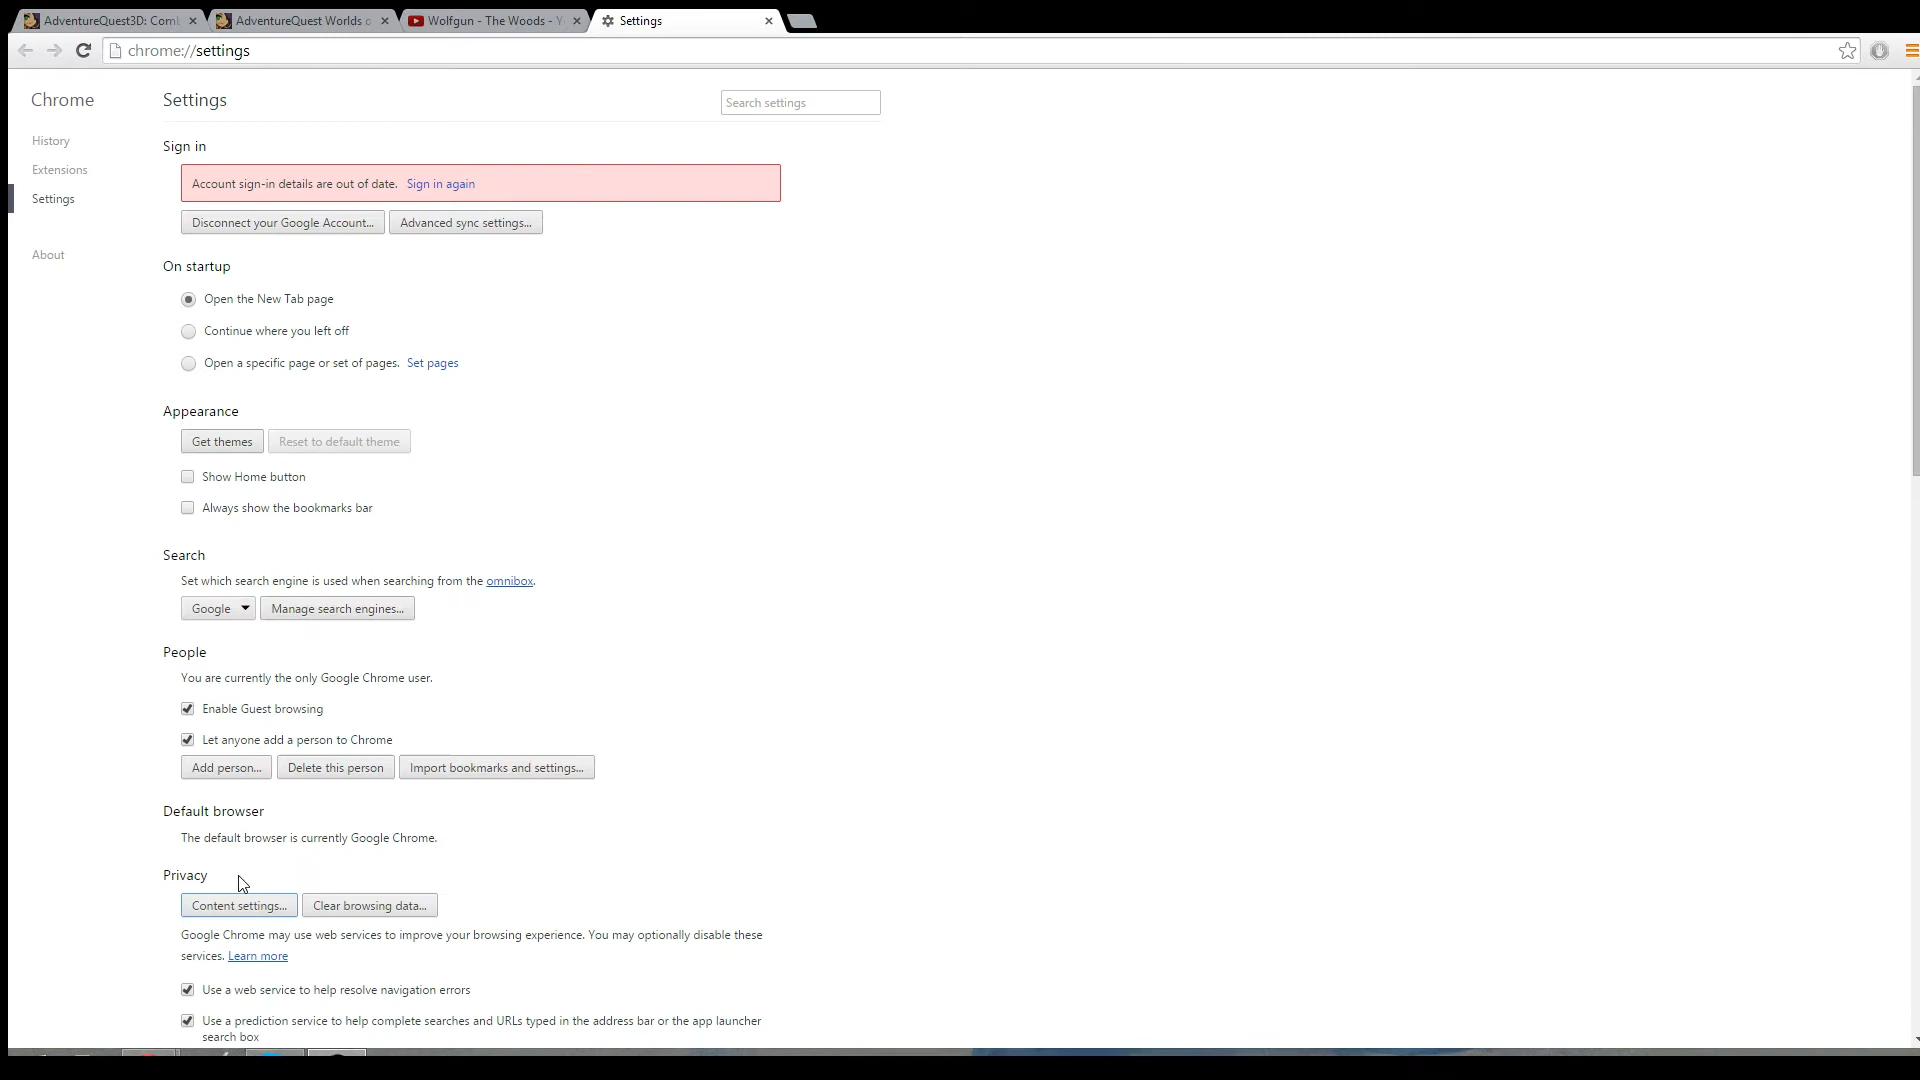 AdventureQuest3D: Com
AdventureQuest Worlds
Wolfgun - The Woods -
Settings
chrome://settings
Chrome
Settings
Search settings
History
Extensions
Settings
About
Sign in
Account sign-in details are out of date. Sign in again
Disconnect your Google Account... Advanced sync settings...
On startup
Open the New Tab page
Continue where you left off
Open a specific page or set of pages. Set pages
Appearance
Get themes Reset to default theme
Show Home button
Always show the bookmarks bar
Search
Set which search engine is used when searching from the omnibox.
Google Manage search engines...
People
You are currently the only Google Chrome user.
Enable Guest browsing
Let anyone add a person to Chrome
Add person... Delete this person Import bookmarks and settings...
Default browser
The default browser is currently Google Chrome.
Privacy
Content settings... Clear browsing data...
Google Chrome may use web services to improve your browsing experience. You may optionally disable these
services. Learn more
Use a web service to help resolve navigation errors
Use a prediction service to help complete searches and URLs typed in the address bar or the app launcher
search box